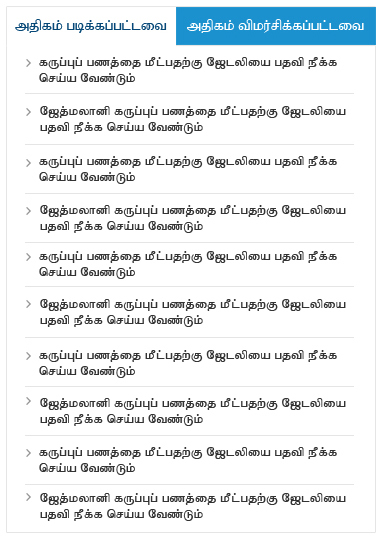 அதிகம் படிக்கப்பட்டவை
அதிகம் விமர்சிக்கப்பட்டவை
கருப்புப் பணத்தை மீட்பதற்கு ஜேடலியை பதவி நீக்க
செய்ய வேண்டும்
ஜேத்மலானி கருப்புப் பணத்தை மீட்பதற்கு ஜேடலியை
பதவி நீக்க செய்ய வேண்டும்
கருப்புப் பணத்தை மீட்பதற்கு ஜேடலியை பதவி நீக்க
செய்ய வேண்டும்
ஜேத்மலானி கருப்புப் பணத்தை மீட்பதற்கு ஜேடலியை
பதவி நீக்க செய்ய வேண்டும்
கருப்புப் பணத்தை மீட்பதற்கு ஜேடலியை பதவி நீக்க
செய்ய வேண்டும்
ஜேத்மலானி கருப்புப் பணத்தை மீட்பதற்கு ஜேடலியை
பதவி நீக்க செய்ய வேண்டும்
கருப்புப் பணத்தை மீட்பதற்கு ஜேடலியை பதவி நீக்க
செய்ய வேண்டும்
ஜேத்மலானி கருப்புப் பணத்தை மீட்பதற்கு ஜேடலியை
பதவி நீக்க செய்ய வேண்டும்
கருப்புப் பணத்தை மீட்பதற்கு ஜேடலியை பதவி நீக்க
செய்ய வேண்டும்
ஜேத்மலானி கருப்புப் பணத்தை மீட்பதற்கு ஜேடலியை
பதவி நீக்க செய்ய வேண்டும்